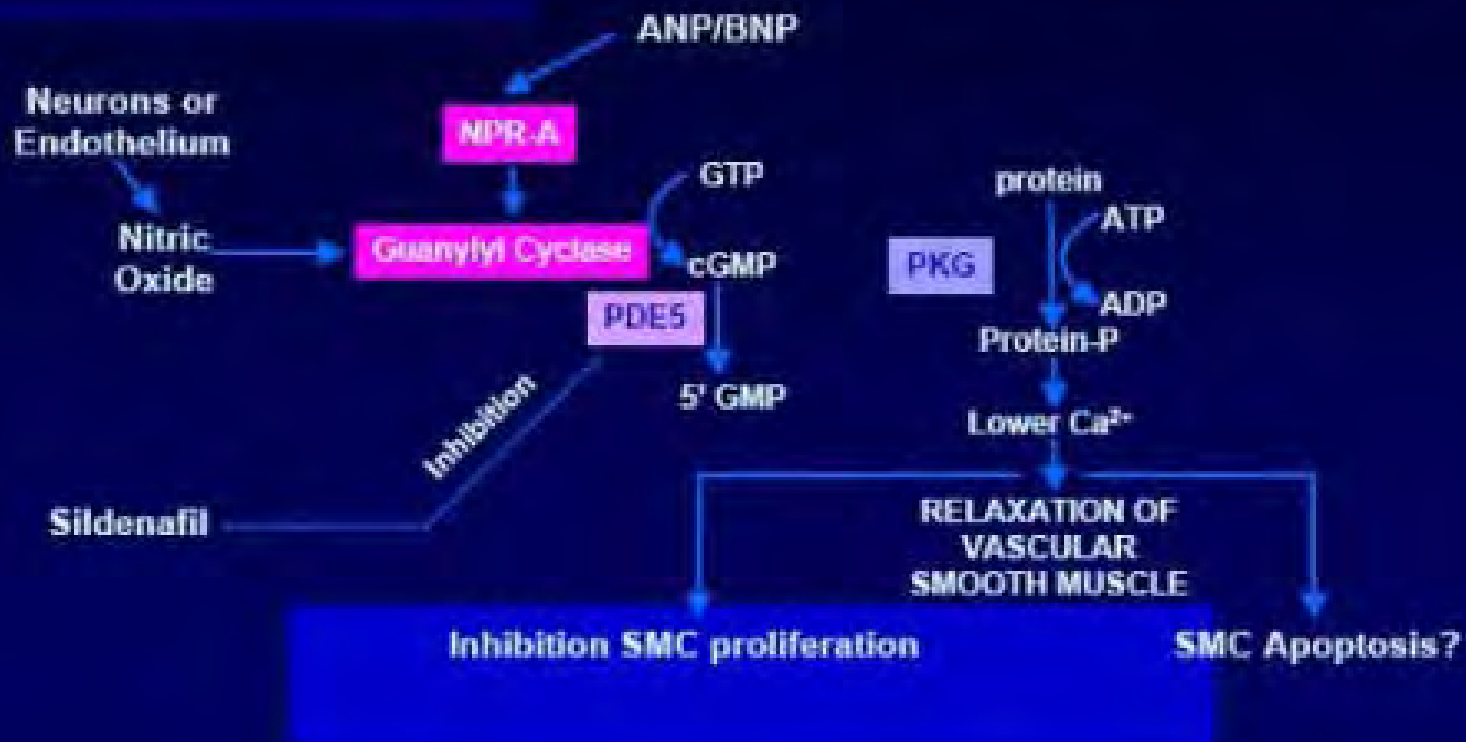 ANP/BNP
Neurons or
Endothelium
NPR-A
GTP
protein
ATP
Nitric
Oxide
Guanylyl Cyclase
cGMP
PKG
PDE5
ADP
Protein-P
5' GMP
Inhibition
Lower Ca²⁺
Sildenafil
RELAXATION OF
VASCULAR
SMOOTH MUSCLE
Inhibition SMC proliferation
SMC Apoptosis?